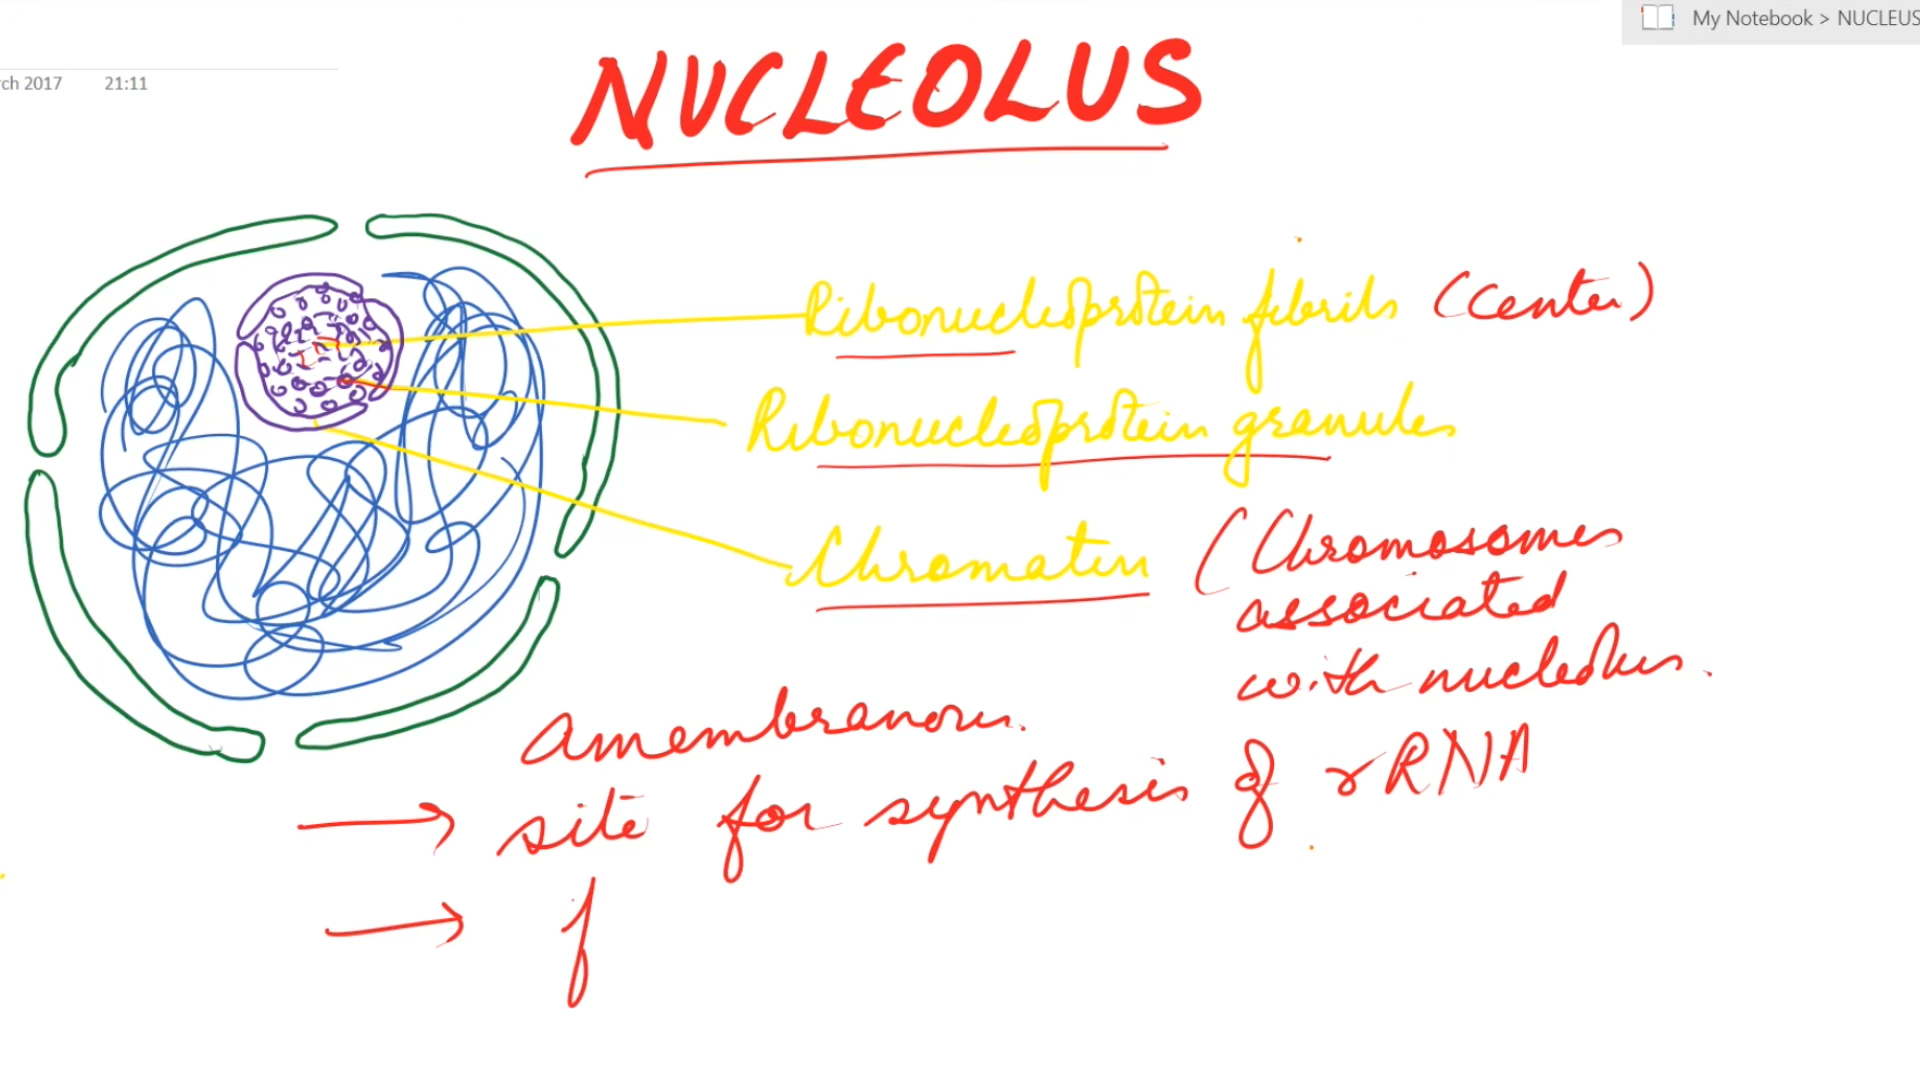 My Notebook > NUCLEUS
rch 2017 21:11
NUCLEOLUS
Ribonucleoprotein fibrils (center)
Ribonucleoprotein granules
Chromatin (Chromosomes
associated
with nucleolus.
amembranous.
→ site for synthesis of rRNA
→ f